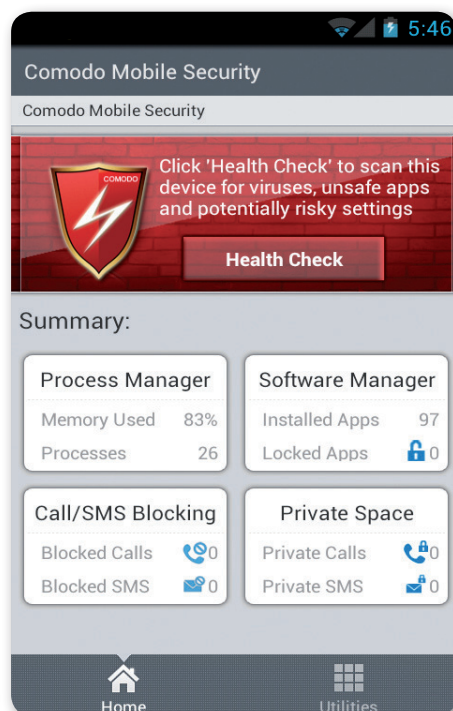 5:46
Comodo Mobile Security
Comodo Mobile Security
COMODO
Click 'Health Check' to scan this
device for viruses, unsafe apps
and potentially risky settings
Health Check
Summary:
Process Manager
Memory Used 83%
Processes 26
Software Manager
Installed Apps 97
Locked Apps 0
Call/SMS Blocking
Blocked Calls 0
Blocked SMS 0
Private Space
Private Calls 0
Private SMS 0
Home
Utilities